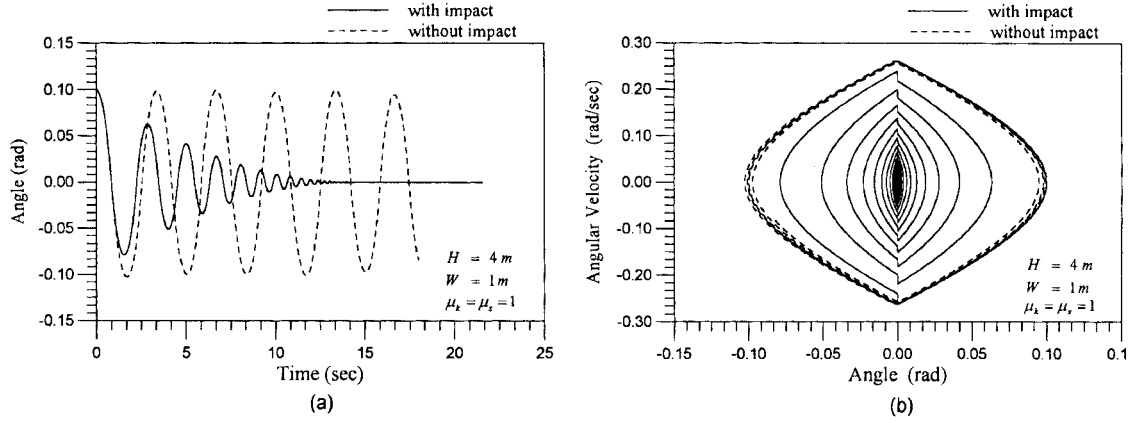 with impact
without impact
0.15
0.10
0.05
0.00
-0.05
-0.10
-0.15
Angle (rad)
H = 4 m
W = 1 m
μk = μs = 1
0 5 10 15 20 25
Time (sec)
(a)
with impact
without impact
0.30
0.20
0.10
0.00
-0.10
-0.20
-0.30
Angular Velocity (rad/sec)
H = 4 m
W = 1 m
μk = μs = 1
-0.15 -0.10 -0.05 0.00 0.05 0.10 0.1
Angle (rad)
(b)